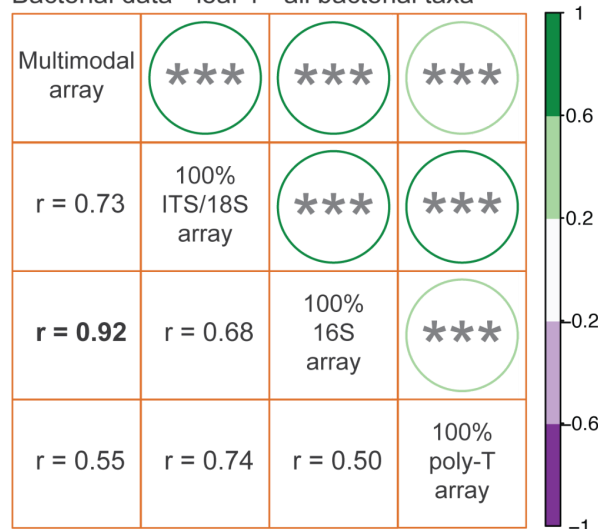 Multimodal
array
***
***
***
r = 0.73
100%
ITS/18S
array
***
***
r = 0.92
r = 0.68
100%
16S
array
***
r = 0.55
r = 0.74
r = 0.50
100%
poly-T
array
1
0.6
0.2
-0.2
-0.6
-1